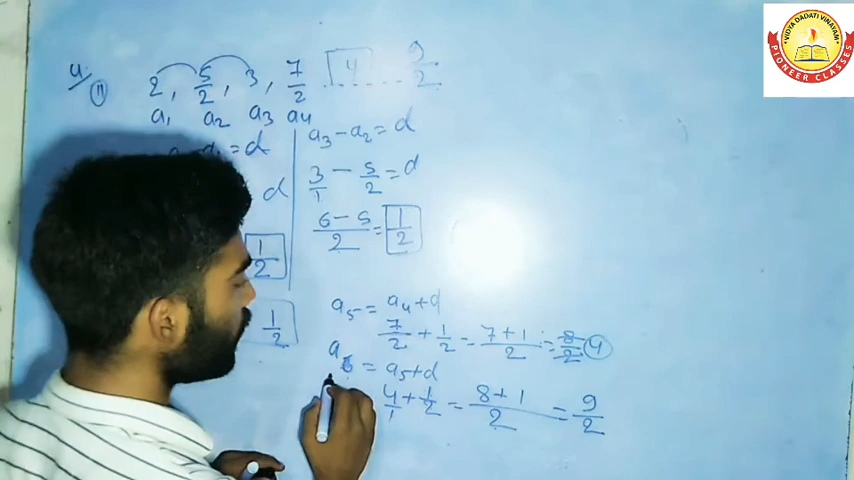 4
(ii) 2, 5/2, 3, 7/2 4 ..... 9/2
a1 a2 a3 a4
= d
d
1/2
1/2
a3 - a2 = d
3/1 - 5/2 = d
6-5/2 = 1/2
a5 = a4 + d
7/2 + 1/2 = 7+1/2 = 8/2 4
a6 = a5 + d
4/1 + 1/2 = 8+1/2 = 9/2
VIDYA DADATI VINAYAM
PIONEER CLASSES